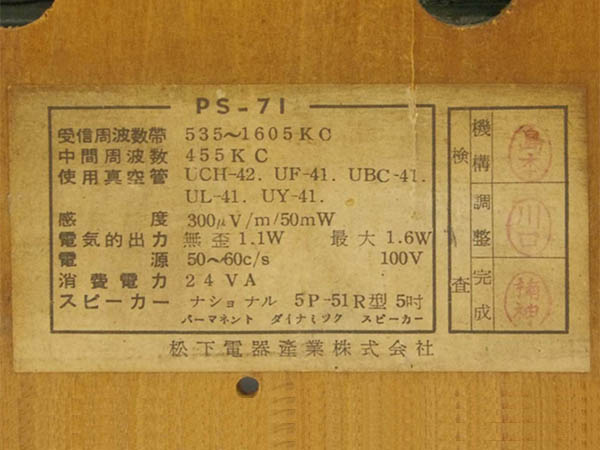 PS-71
受信周波数帯 535~1605KC
中間周波数 455KC
使用真空管 UCH-42. UF-41. UBC-41.
UL-41. UY-41.
感度 300μV/m/50mW
電気的出力 無歪1.1W 最大1.6W
電源 50~60c/s 100V
消費電力 24VA
スピーカー ナショナル 5P-51R型5吋
パーマネント ダイナミツク スピーカー
松下電器産業株式会社
検査
機構
調整 川口
完成